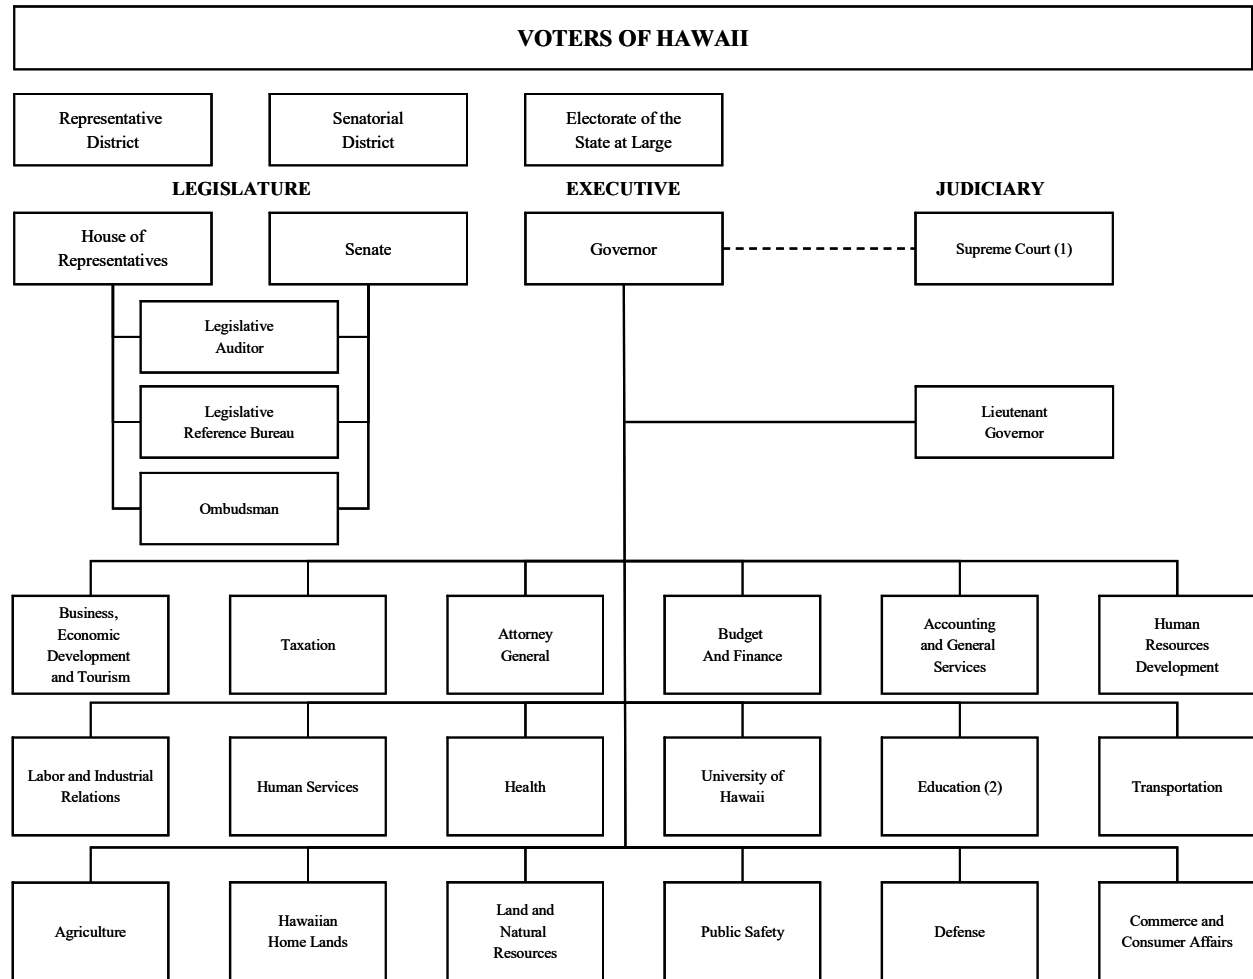 VOTERS OF HAWAII
Representative
District
Senatorial
District
Electorate of the
State at Large
LEGISLATURE
EXECUTIVE
JUDICIARY
House of
Representatives
Senate
Governor
Supreme Court (1)
Legislative
Auditor
Legislative
Reference Bureau
Lieutenant
Governor
Ombudsman
Business,
Economic
Development
and Tourism
Taxation
Attorney
General
Budget
And Finance
Accounting
and General
Services
Human
Resources
Development
Labor and Industrial
Relations
Human Services
Health
University of
Hawaii
Education (2)
Transportation
Agriculture
Hawaiian
Home Lands
Land and
Natural
Resources
Public Safety
Defense
Commerce and
Consumer Affairs